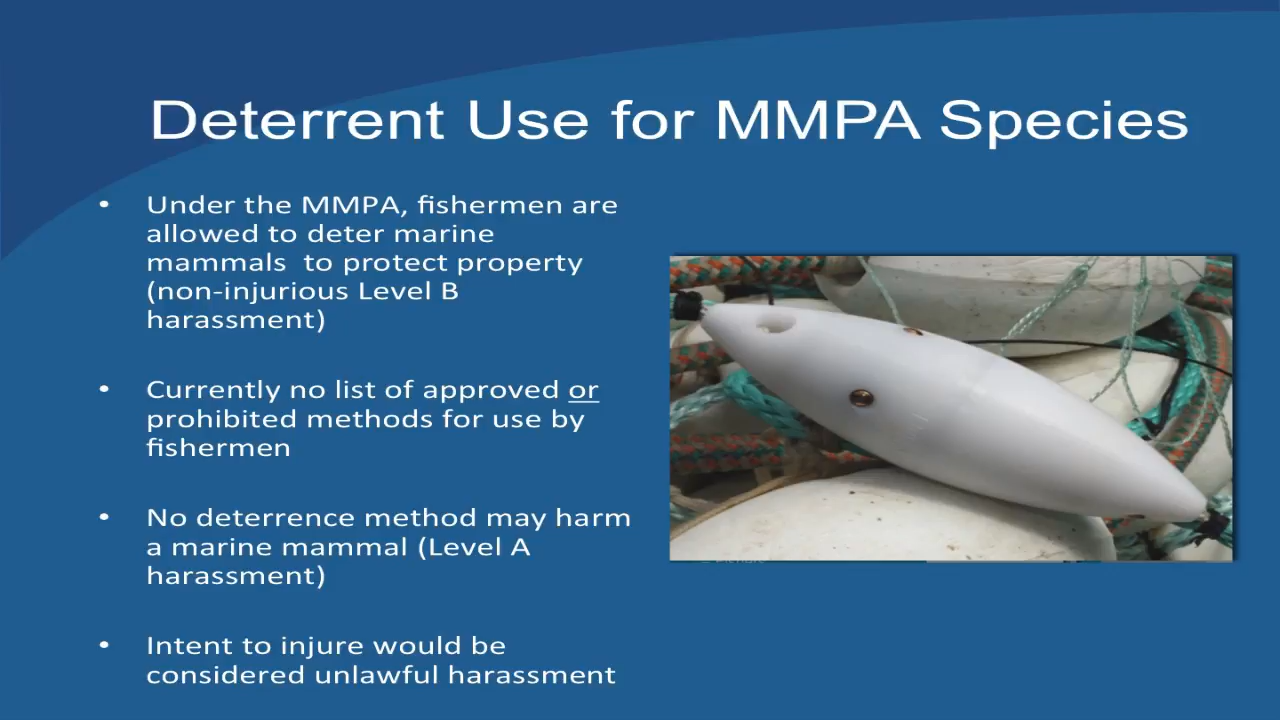 Deterrent Use for MMPA Species
• Under the MMPA, fishermen are
allowed to deter marine
mammals to protect property
(non-injurious Level B
harassment)
• Currently no list of approved or
prohibited methods for use by
fishermen
• No deterrence method may harm
a marine mammal (Level A
harassment)
• Intent to injure would be
considered unlawful harassment